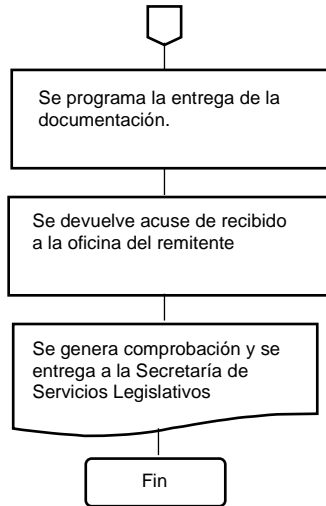 Se programa la entrega de la
documentación.
Se devuelve acuse de recibido
a la oficina del remitente
Se genera comprobación y se
entrega a la Secretaría de
Servicios Legislativos
Fin